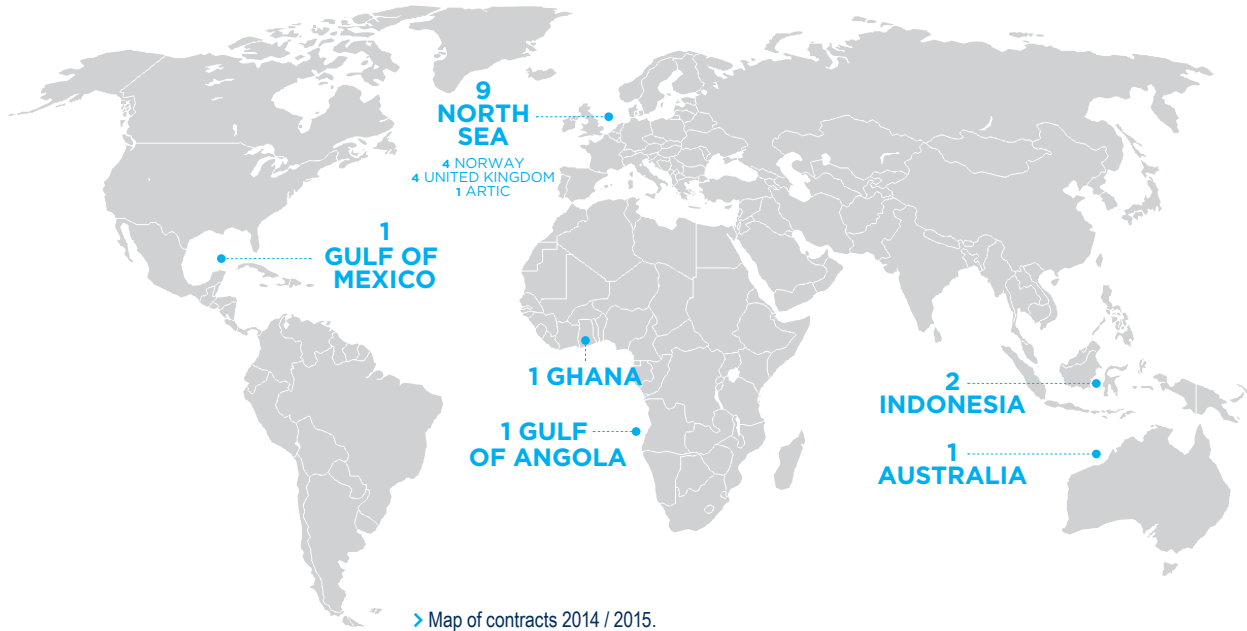 9
NORTH
SEA
4 NORWAY
4 UNITED KINGDOM
1 ARTIC
1
GULF OF
MEXICO
1 GHANA
1 GULF
OF ANGOLA
2
INDONESIA
1
AUSTRALIA
> Map of contracts 2014 / 2015.